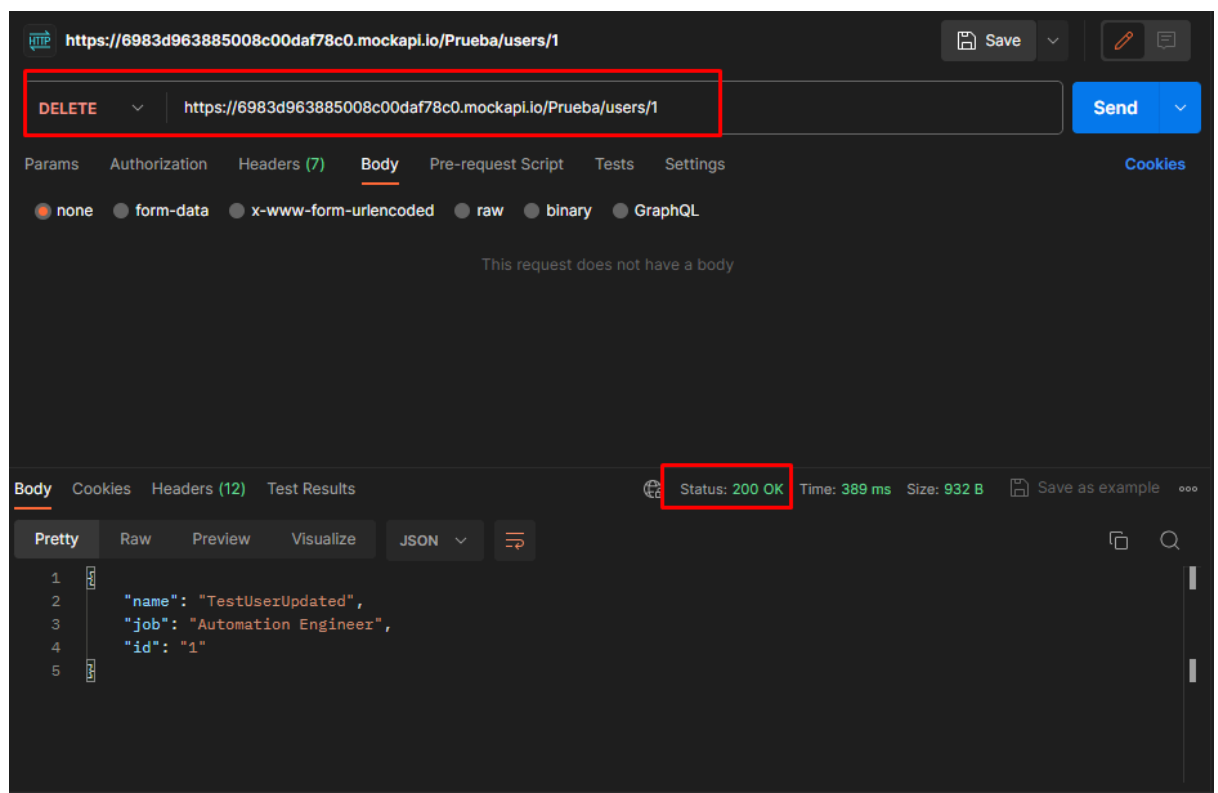 HTTP https://6983d963885008c00daf78c0.mockapi.io/Prueba/users/1 Save
DELETE https://6983d963885008c00daf78c0.mockapi.io/Prueba/users/1 Send
Params Authorization Headers (7) Body Pre-request Script Tests Settings Cookies
none form-data x-www-form-urlencoded raw binary GraphQL
This request does not have a body
Body Cookies Headers (12) Test Results Status: 200 OK Time: 389 ms Size: 932 B Save as example
Pretty Raw Preview Visualize JSON
1 {
2 "name": "TestUserUpdated",
3 "job": "Automation Engineer",
4 "id": "1"
5 }